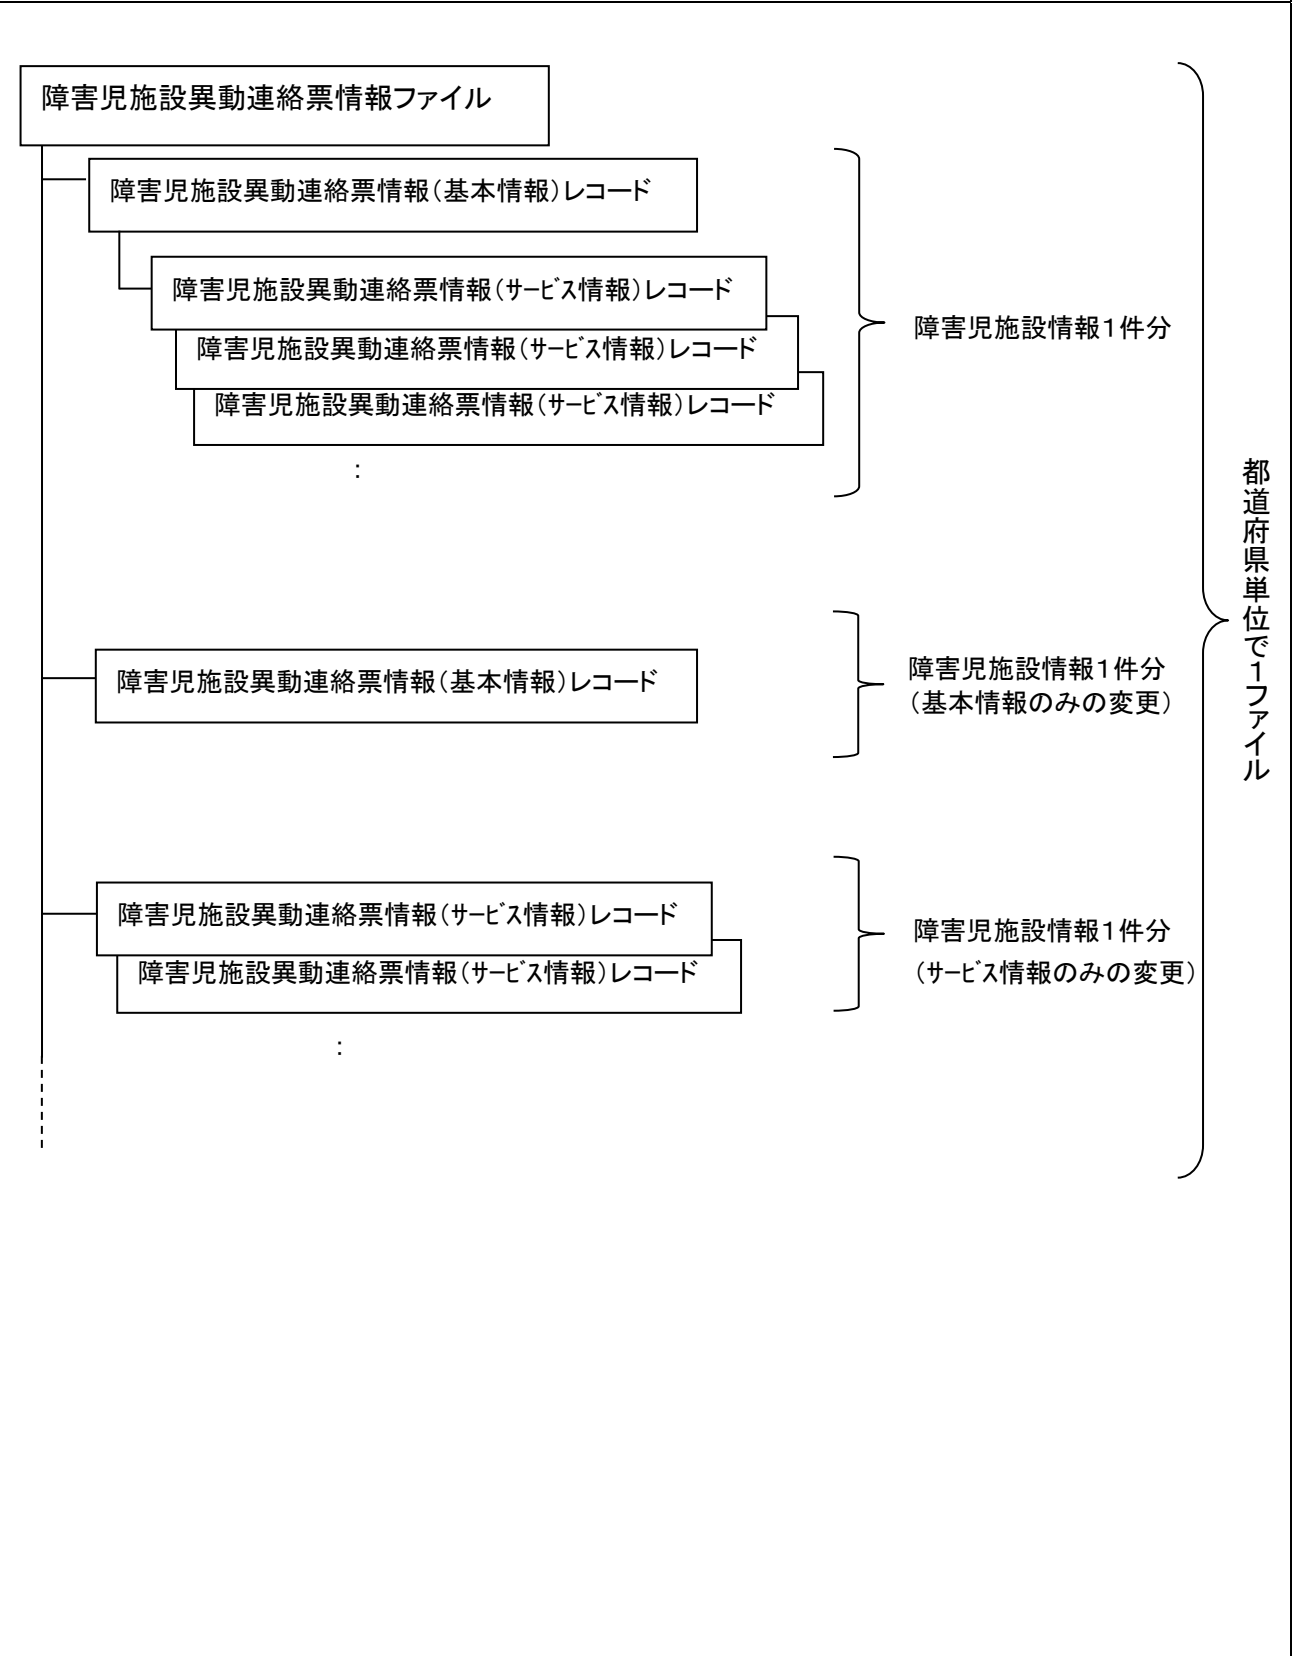 障害児施設異動連絡票情報ファイル
障害児施設異動連絡票情報（基本情報）レコード
障害児施設異動連絡票情報（ｻｰﾋﾞｽ情報）レコード
障害児施設異動連絡票情報（ｻｰﾋﾞｽ情報）レコード
障害児施設異動連絡票情報（ｻｰﾋﾞｽ情報）レコード
：
障害児施設情報１件分
障害児施設異動連絡票情報（基本情報）レコード
障害児施設情報１件分
（基本情報のみの変更）
障害児施設異動連絡票情報（ｻｰﾋﾞｽ情報）レコード
障害児施設異動連絡票情報（ｻｰﾋﾞｽ情報）レコード
：
障害児施設情報１件分
（ｻｰﾋﾞｽ情報のみの変更）
都道府県単位で１ファイル